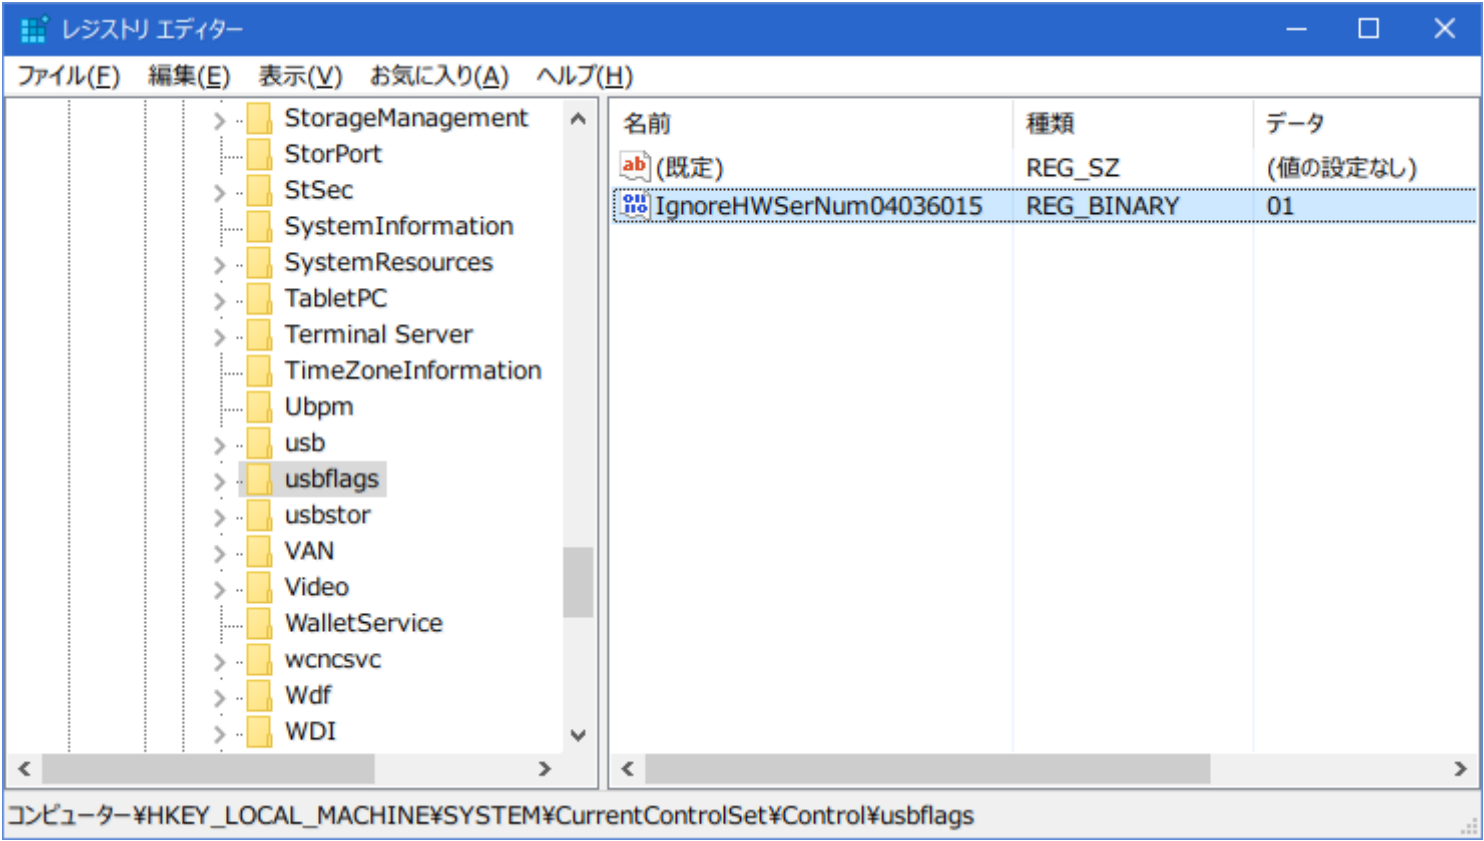 レジストリ エディター
ファイル(F) 編集(E) 表示(V) お気に入り(A) ヘルプ(H)
StorageManagement
StorPort
StSec
SystemInformation
SystemResources
TabletPC
Terminal Server
TimeZoneInformation
Ubpm
usb
usbflags
usbstor
VAN
Video
WalletService
wcncsvc
Wdf
WDI
名前 種類 データ
(既定) REG_SZ (値の設定なし)
IgnoreHWSerNum04036015 REG_BINARY 01
コンピューター¥HKEY_LOCAL_MACHINE¥SYSTEM¥CurrentControlSet¥Control¥usbflags